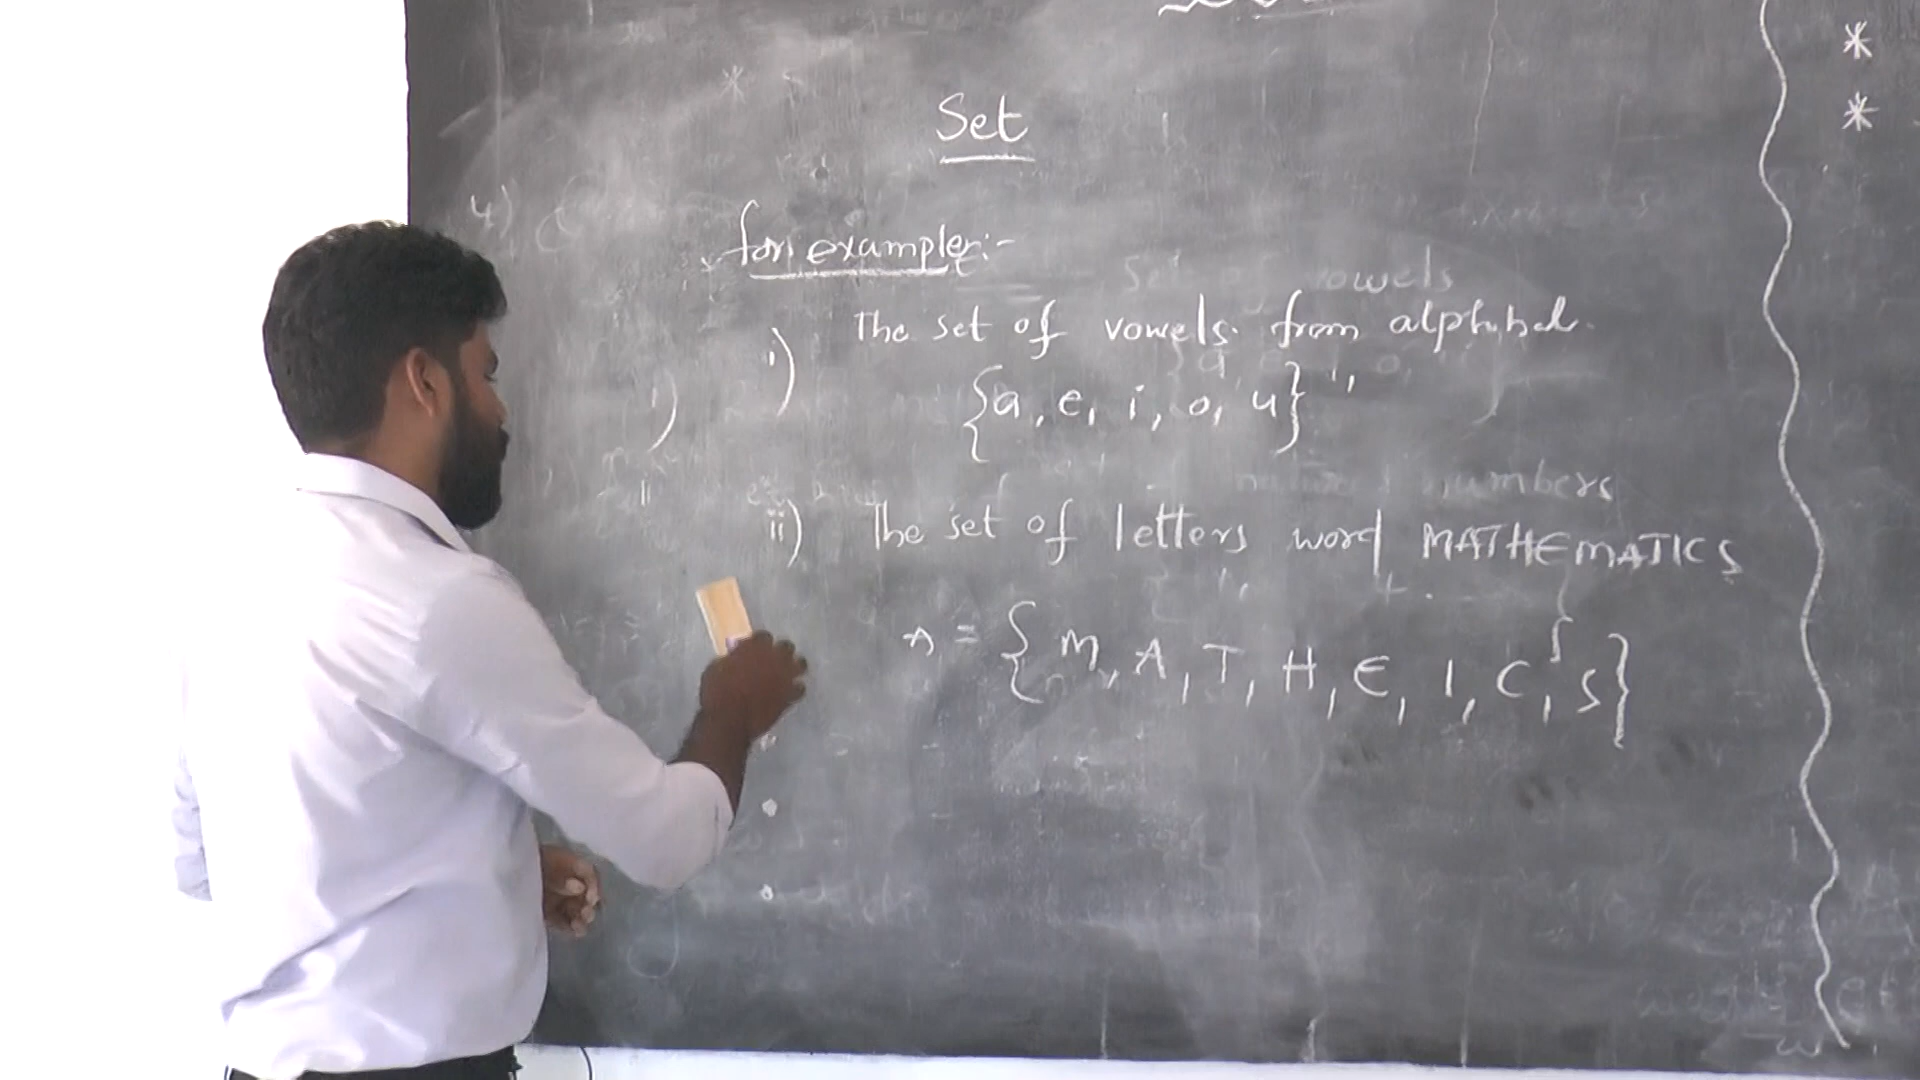 Set
for example:-
i) The set of vowels from alphabet.
{a, e, i, o, u}
ii) The set of letters word MATHEMATICS
A = {M, A, T, H, E, I, C, S}